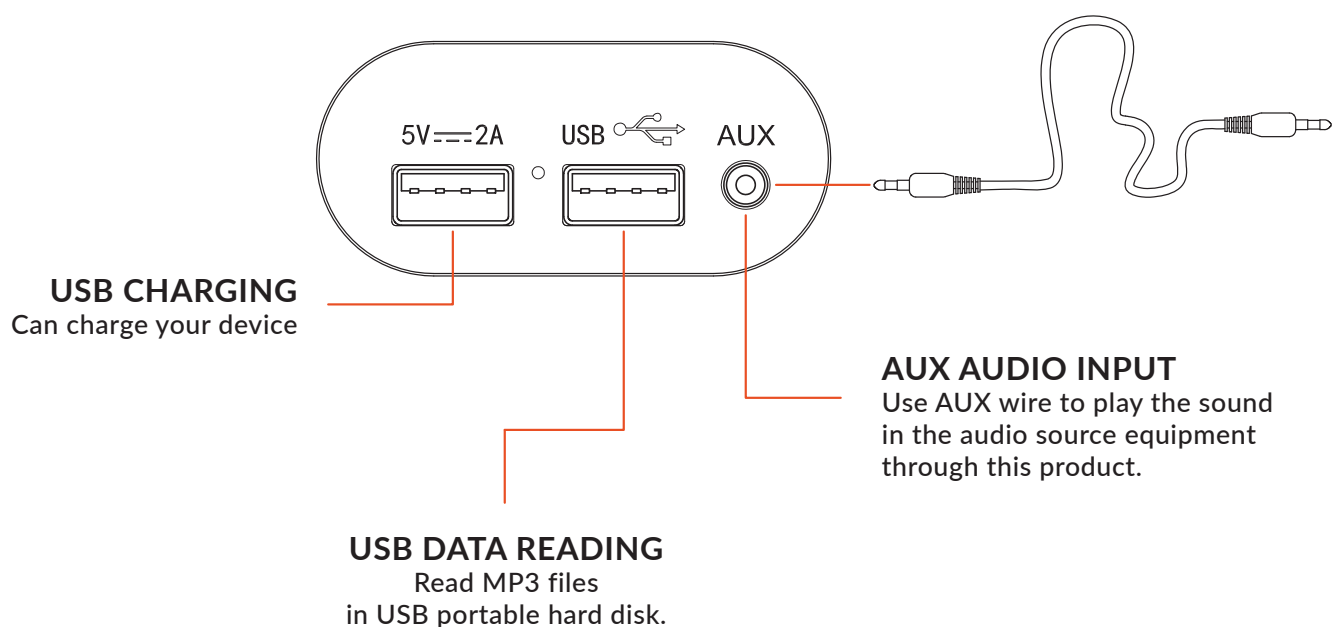 5V⎓2A
USB
AUX
USB CHARGING
Can charge your device
AUX AUDIO INPUT
Use AUX wire to play the sound
in the audio source equipment
through this product.
USB DATA READING
Read MP3 files
in USB portable hard disk.